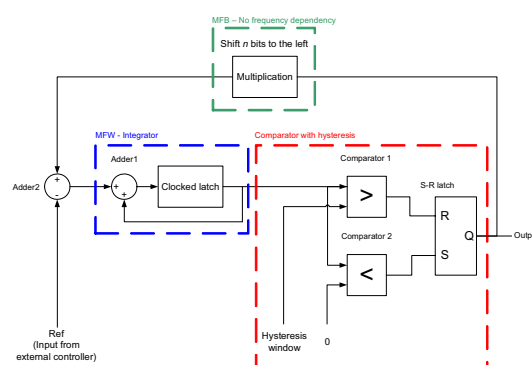 MFB – No frequency dependency
Shift n bits to the left
Multiplication
MFW - Integrator
Comparator with hysteresis
Adder1
Comparator 1
Clocked latch
S-R latch
Adder2
+
-
+
+
>
R
Q
Outp
Comparator 2
S
<
Ref
(Input from
external controller)
Hysteresis
window
0